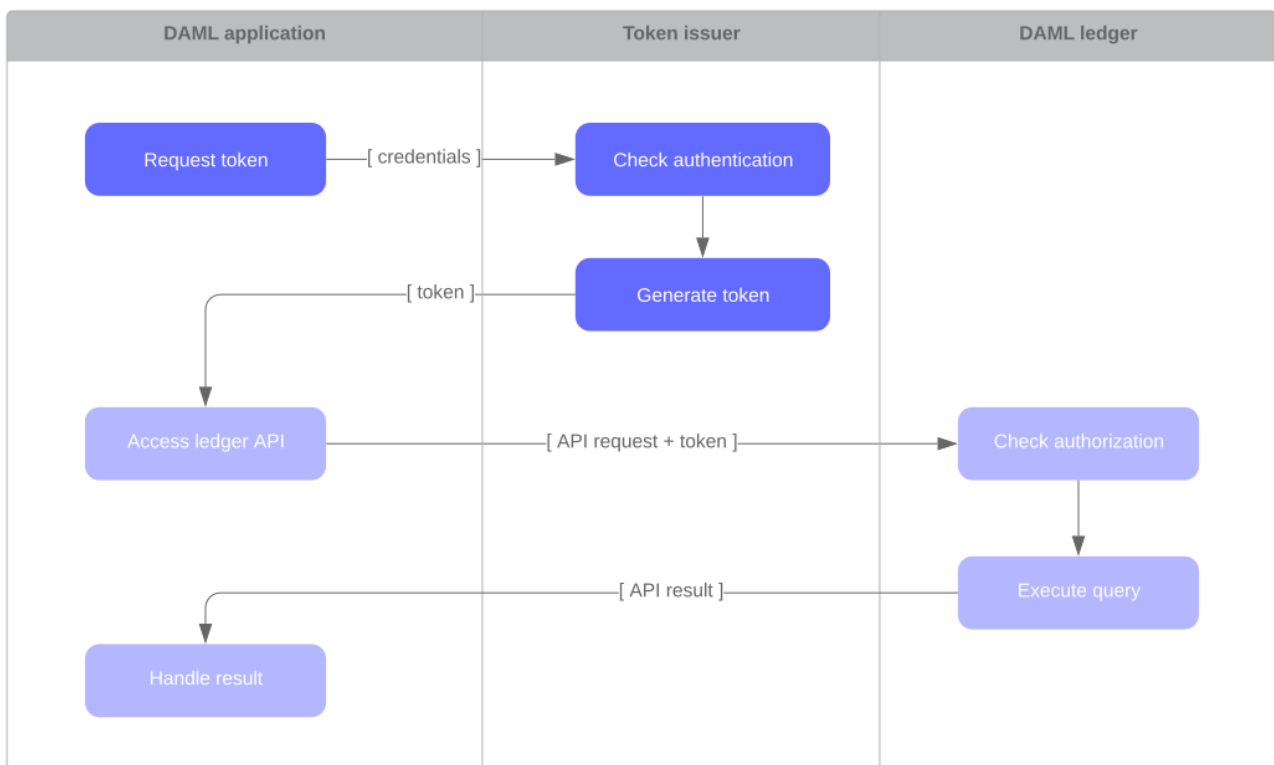 DAML application
Token issuer
DAML ledger
Request token
[ credentials ]
Check authentication
[ token ]
Generate token
Access ledger API
[ API request + token ]
Check authorization
[ API result ]
Execute query
Handle result